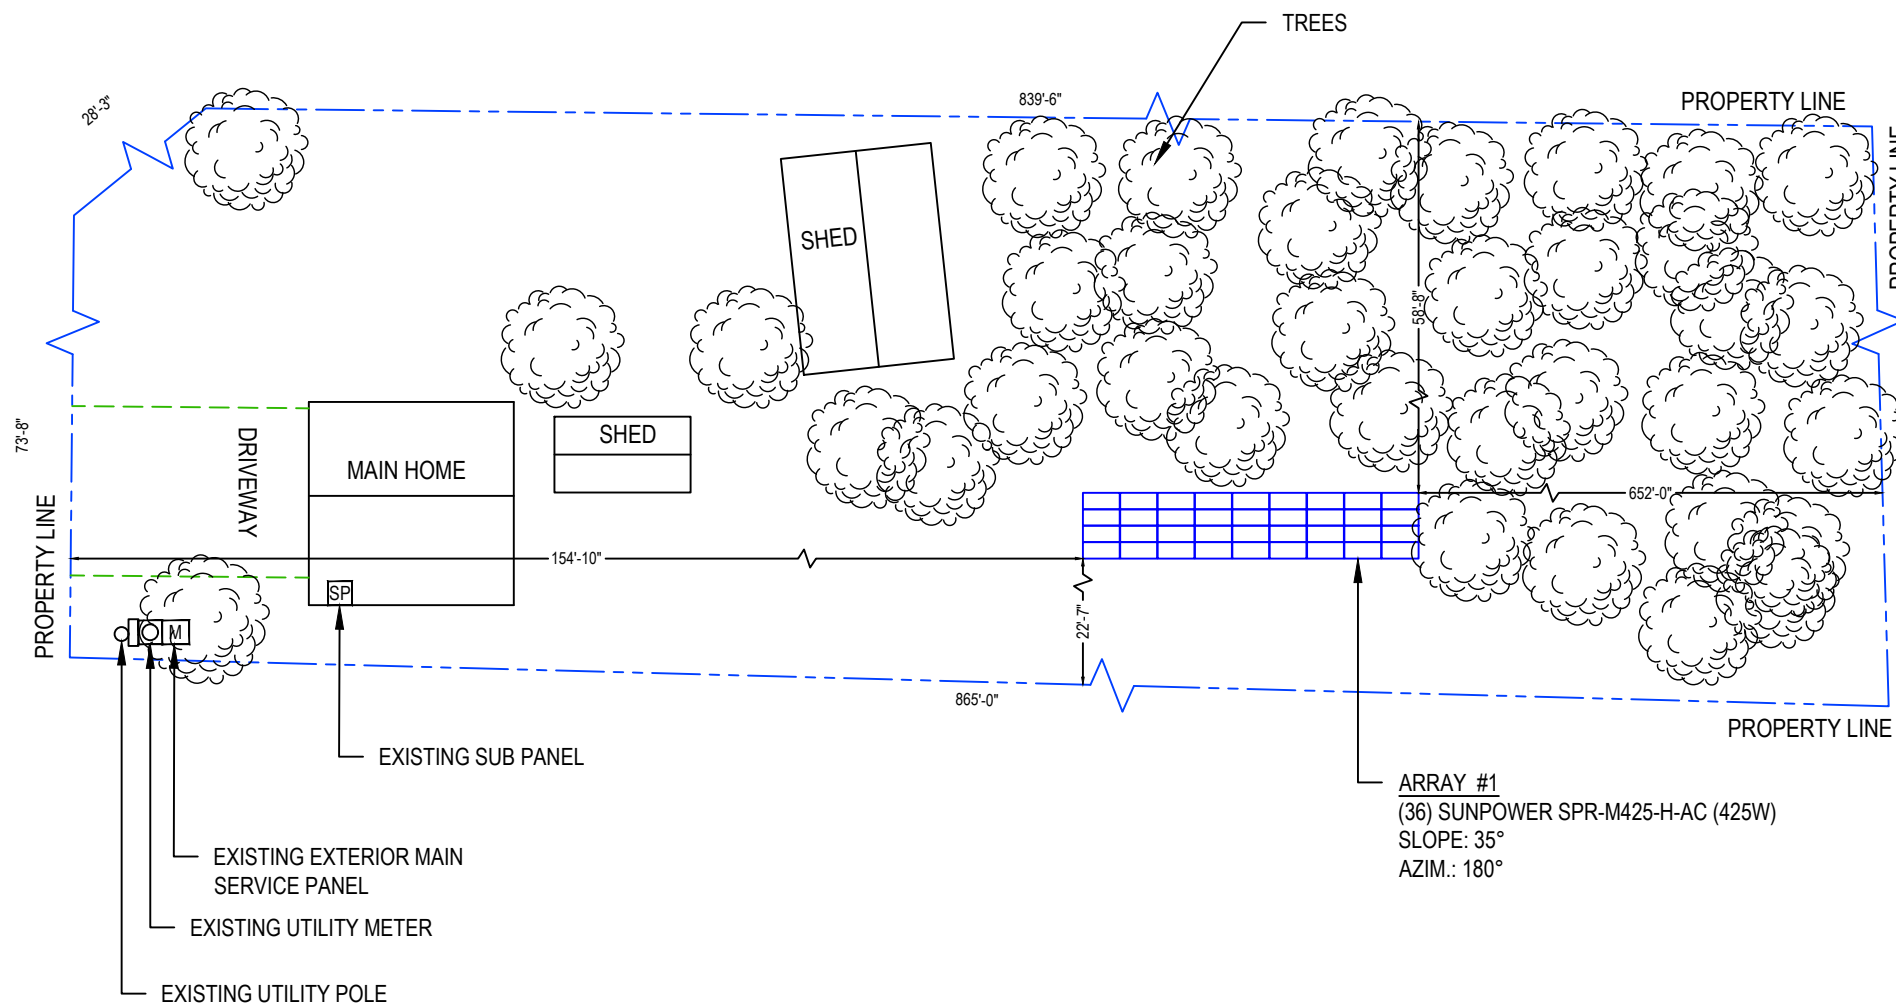 TREES
28'-3"
839'-6"
PROPERTY LINE
PROPERTY LINE
SHED
58'-8"
73'-8"
DRIVEWAY
MAIN HOME
SHED
652'-0"
154'-10"
PROPERTY LINE
SP
M
22'-7"
865'-0"
PROPERTY LINE
EXISTING SUB PANEL
ARRAY #1
(36) SUNPOWER SPR-M425-H-AC (425W)
SLOPE: 35°
AZIM.: 180°
EXISTING EXTERIOR MAIN
SERVICE PANEL
EXISTING UTILITY METER
EXISTING UTILITY POLE